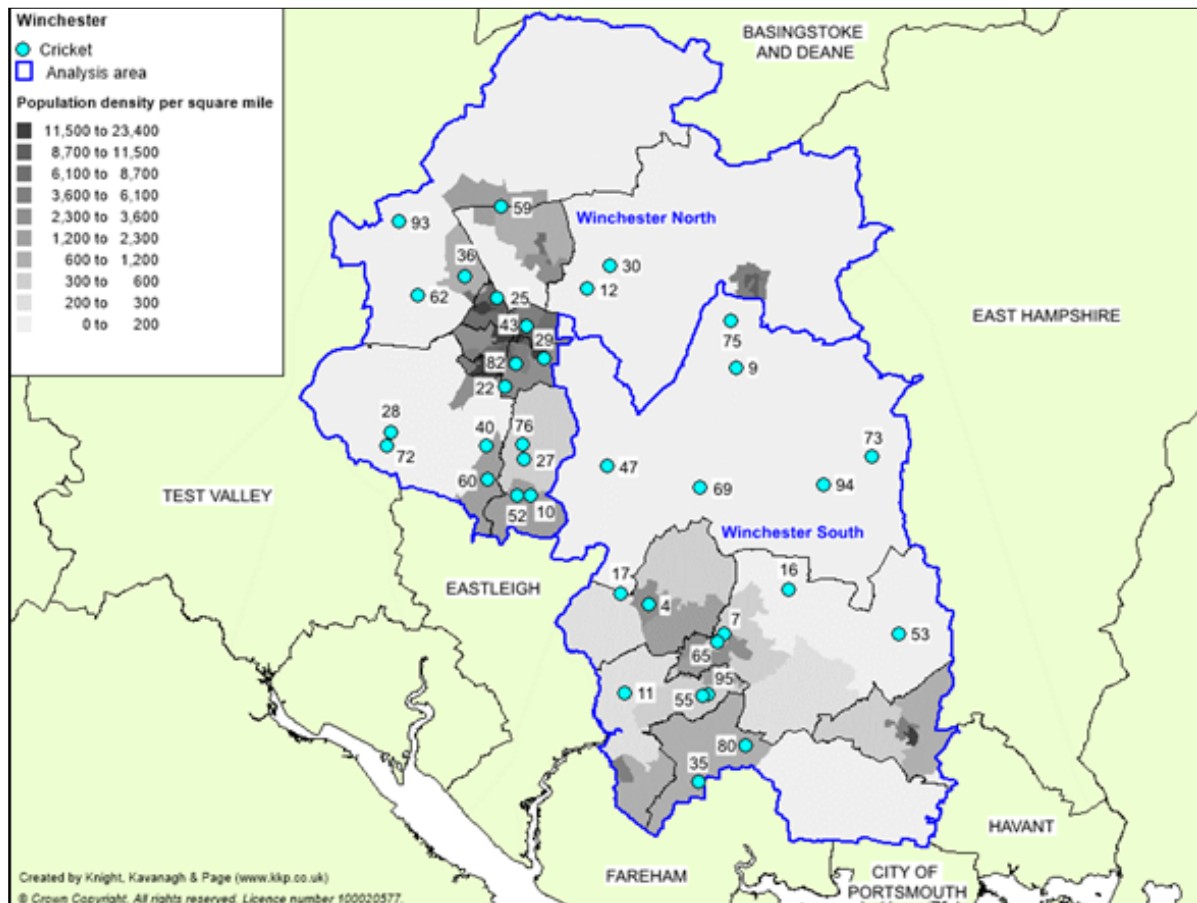 Winchester
Cricket
Analysis area
Population density per square mile
11,500 to 23,400
8,700 to 11,500
6,100 to 8,700
3,600 to 6,100
2,300 to 3,600
1,200 to 2,300
600 to 1,200
300 to 600
200 to 300
0 to 200
BASINGSTOKE
AND DEANE
59
Winchester North
93
36
30
62
25
12
43
29
EAST HAMPSHIRE
75
82
9
22
28
40
76
73
72
27
47
60
69
94
TEST VALLEY
52
10
Winchester South
EASTLEIGH
17
16
4
7
53
65
95
11
55
80
35
HAVANT
FAREHAM
CITY OF
PORTSMOUTH
Created by Knight, Kavanagh & Page (www.kkp.co.uk)
© Crown Copyright. All rights reserved. Licence number 100020577.